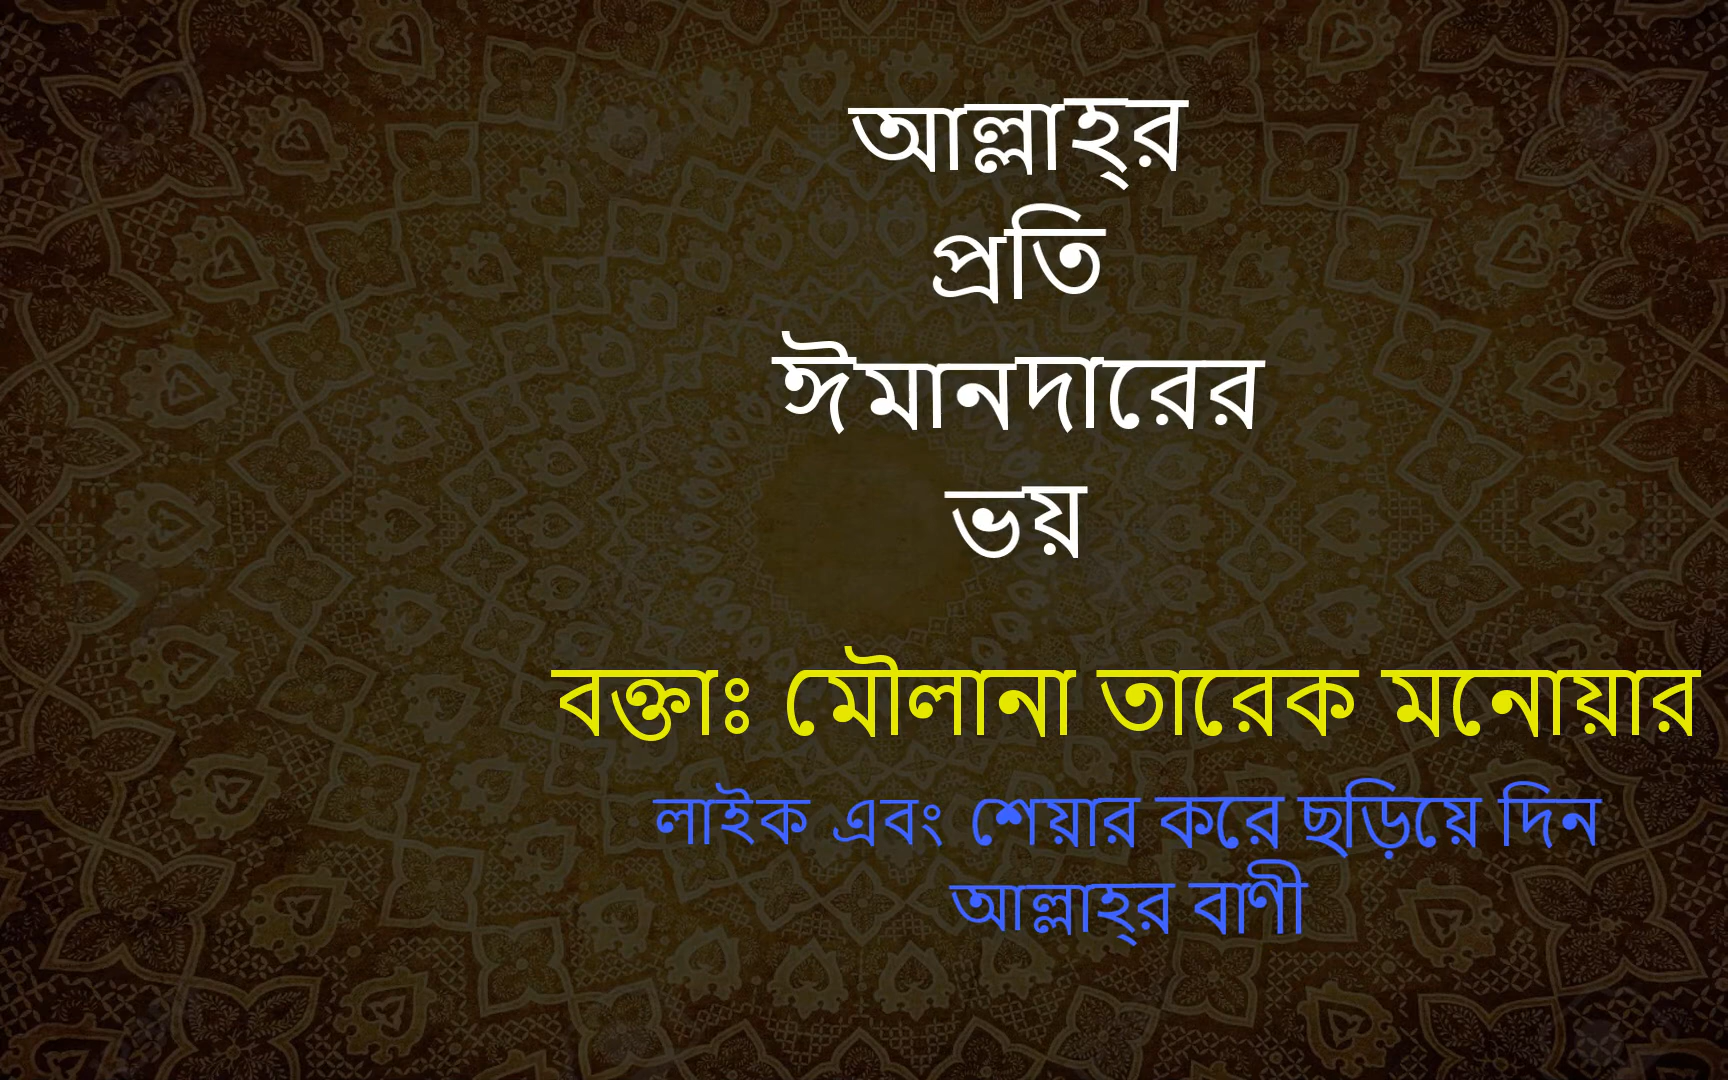 আল্লাহ্‌র
প্রতি
ঈমানদারের
ভয়
বক্তাঃ মৌলানা তারেক মনোয়ার
লাইক এবং শেয়ার করে ছড়িয়ে দিন
আল্লাহ্‌র বাণী